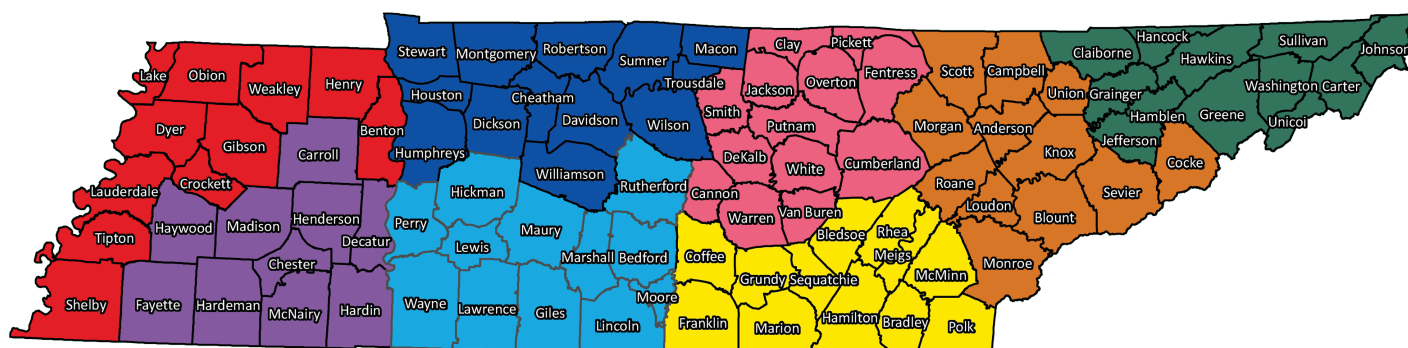 Lake
Obion
Weakley
Henry
Benton
Dyer
Gibson
Carroll
Crockett
Lauderdale
Haywood
Madison
Henderson
Decatur
Tipton
Chester
Shelby
Fayette
Hardeman
McNairy
Hardin
Stewart
Montgomery
Robertson
Sumner
Macon
Trousdale
Houston
Cheatham
Dickson
Davidson
Wilson
Humphreys
Williamson
Hickman
Rutherford
Perry
Maury
Lewis
Marshall
Bedford
Moore
Wayne
Lawrence
Giles
Lincoln
Clay
Pickett
Fentress
Jackson
Overton
Smith
Putnam
DeKalb
White
Cumberland
Cannon
Warren
Van Buren
Bledsoe
Rhea
Meigs
McMinn
Coffee
Grundy
Sequatchie
Franklin
Marion
Hamilton
Bradley
Polk
Scott
Campbell
Union
Morgan
Anderson
Knox
Roane
Loudon
Blount
Sevier
Cocke
Monroe
Claiborne
Hancock
Hawkins
Sullivan
Johnson
Grainger
Hamblen
Jefferson
Greene
Washington
Carter
Unicoi